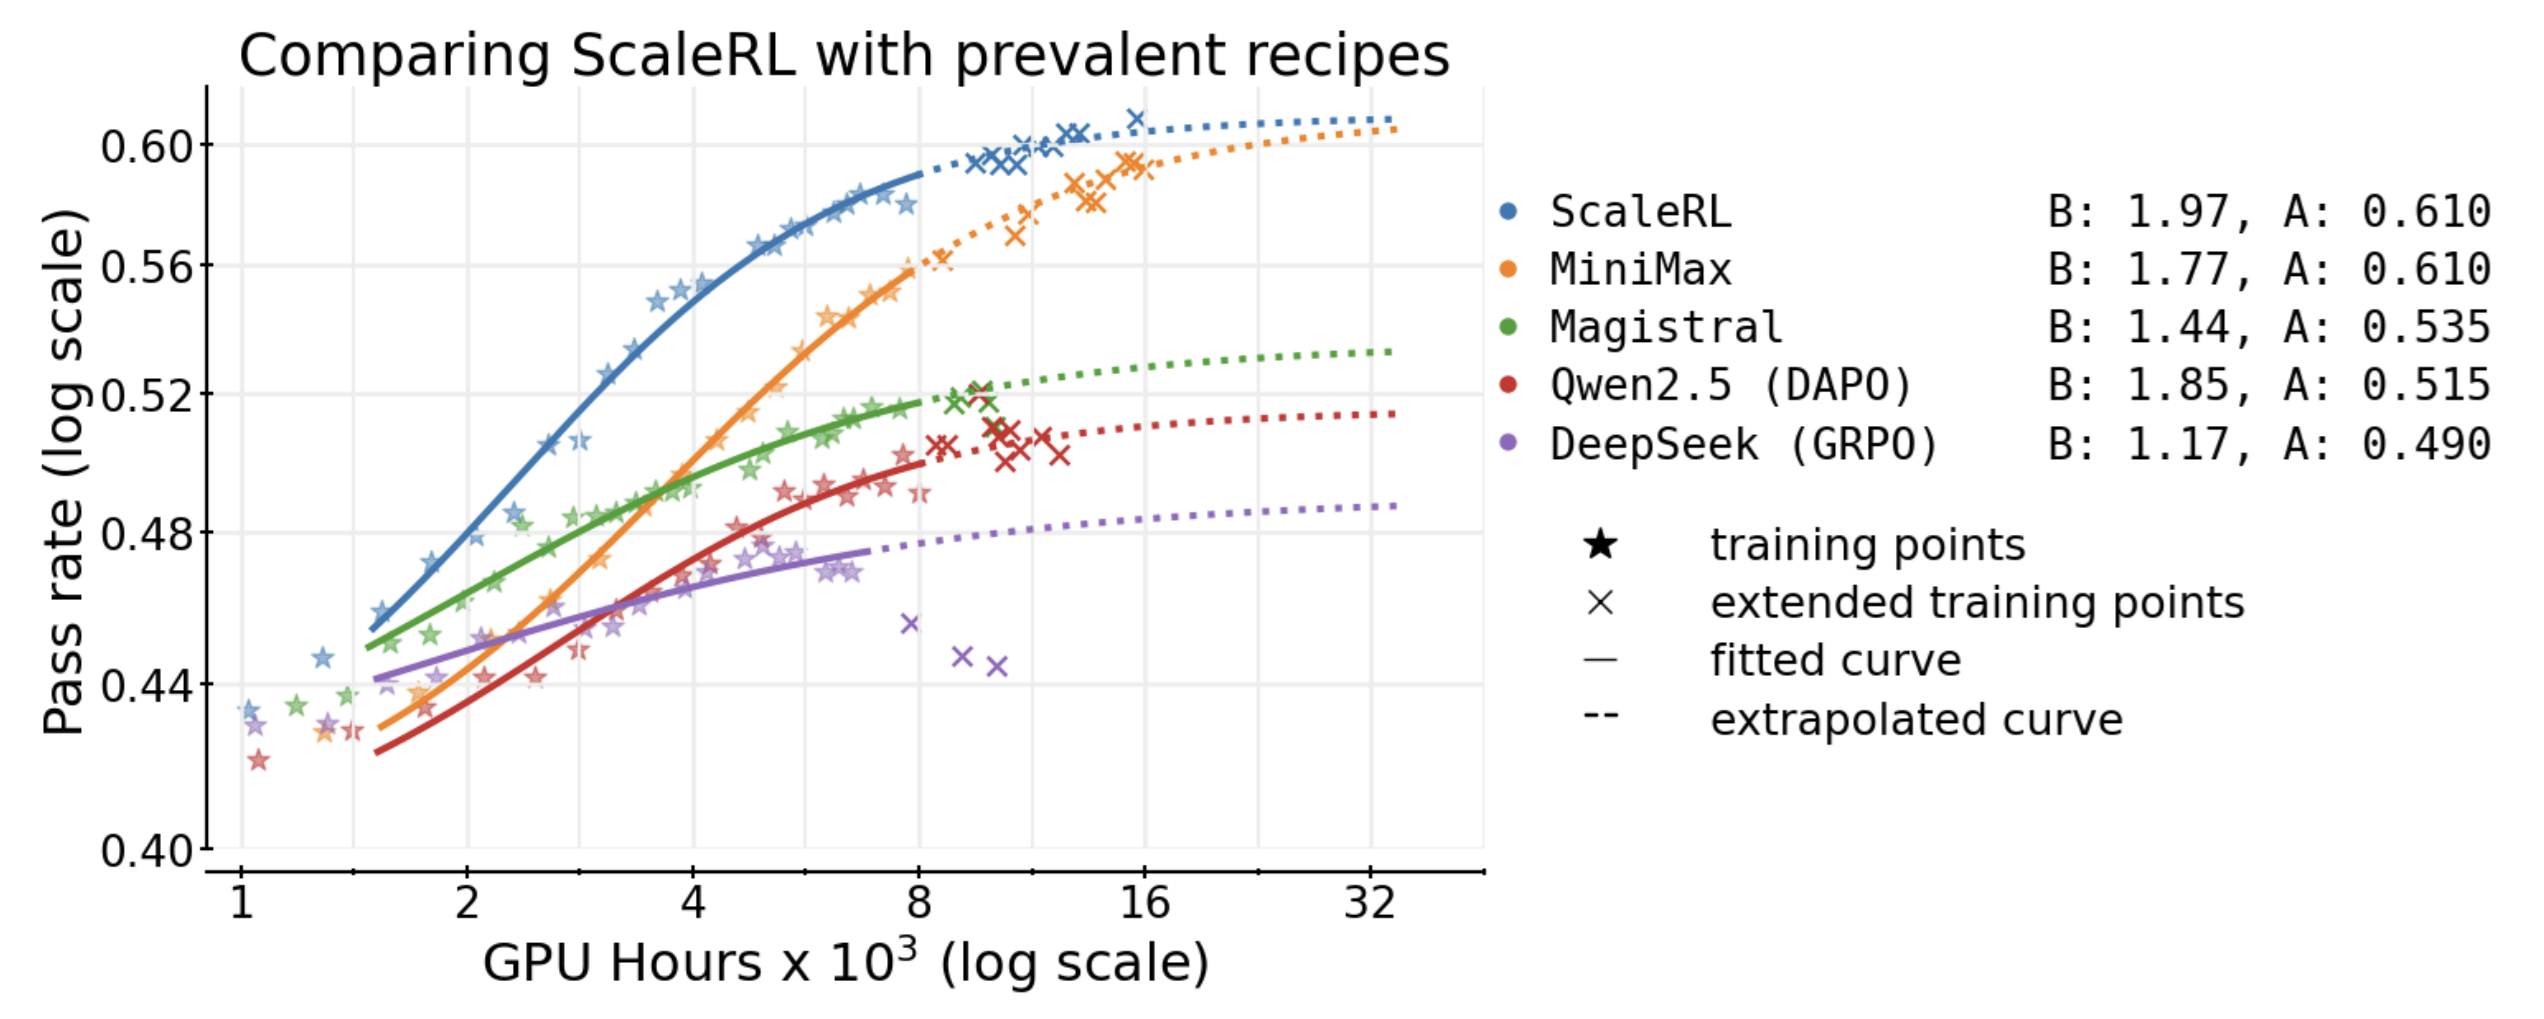 Comparing ScaleRL with prevalent recipes
Pass rate (log scale)
0.60
0.56
0.52
0.48
0.44
0.40
1 2 4 8 16 32
GPU Hours x 10³ (log scale)
ScaleRL B: 1.97, A: 0.610
MiniMax B: 1.77, A: 0.610
Magistral B: 1.44, A: 0.535
Qwen2.5 (DAPO) B: 1.85, A: 0.515
DeepSeek (GRPO) B: 1.17, A: 0.490
training points
extended training points
fitted curve
extrapolated curve